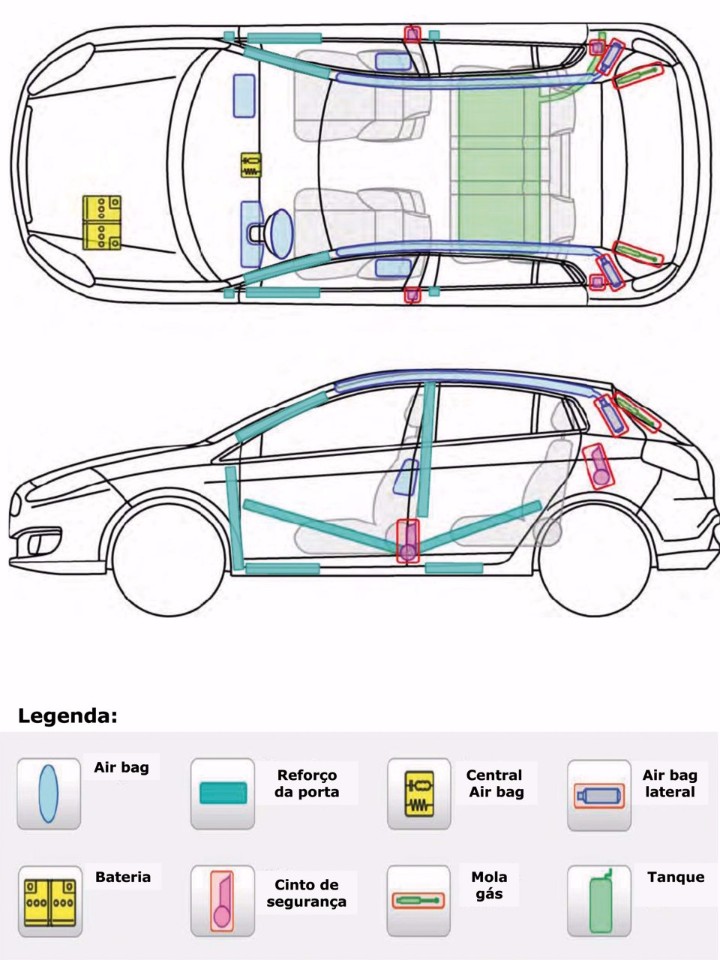 Legenda:
Air bag
Reforço
da porta
Central
Air bag
Air bag
lateral
Bateria
Cinto de
segurança
Mola
gás
Tanque